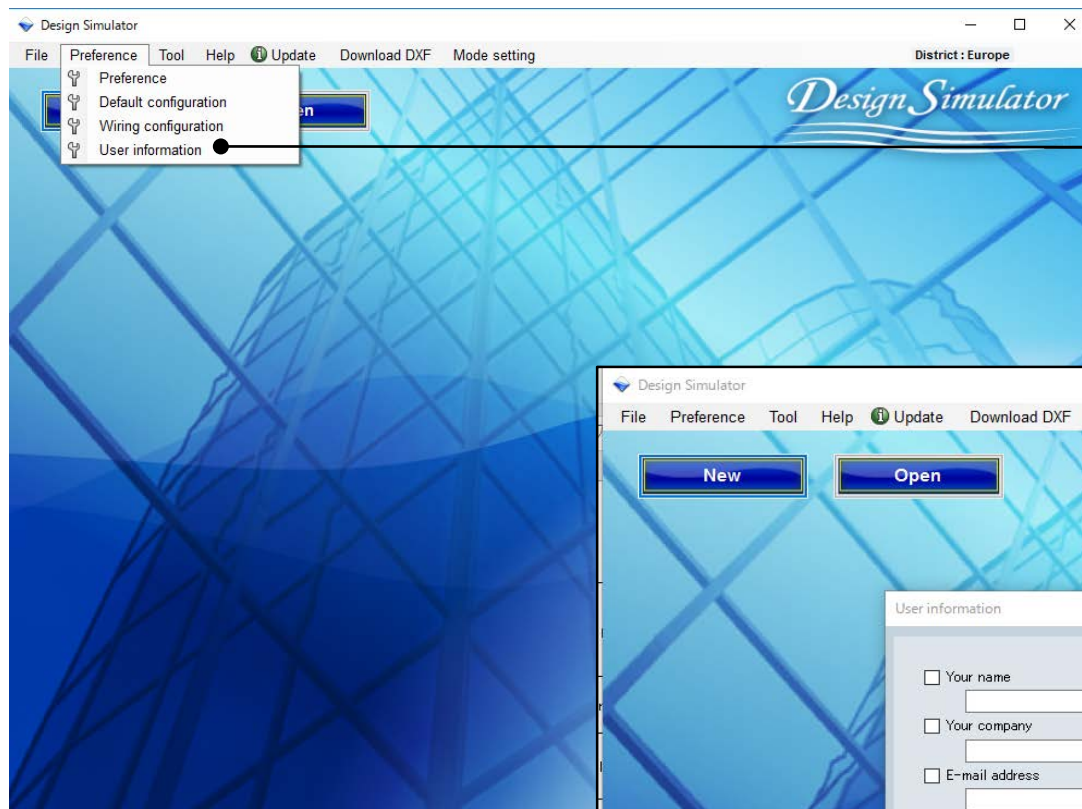 Design Simulator
File Preference Tool Help Update Download DXF Mode setting District : Europe
Preference
Default configuration
Wiring configuration
User information
Design Simulator
Design Simulator
File Preference Tool Help Update Download DXF
New Open
User information
Your name
Your company
E-mail address